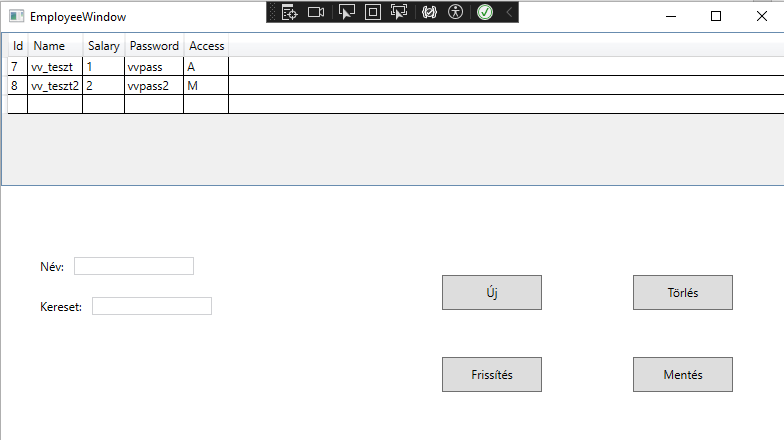 EmployeeWindow
Id Name Salary Password Access
7 vv_teszt 1 vvpass A
8 vv_teszt2 2 vvpass2 M
Név:
Kereset:
Új Törlés
Frissítés Mentés